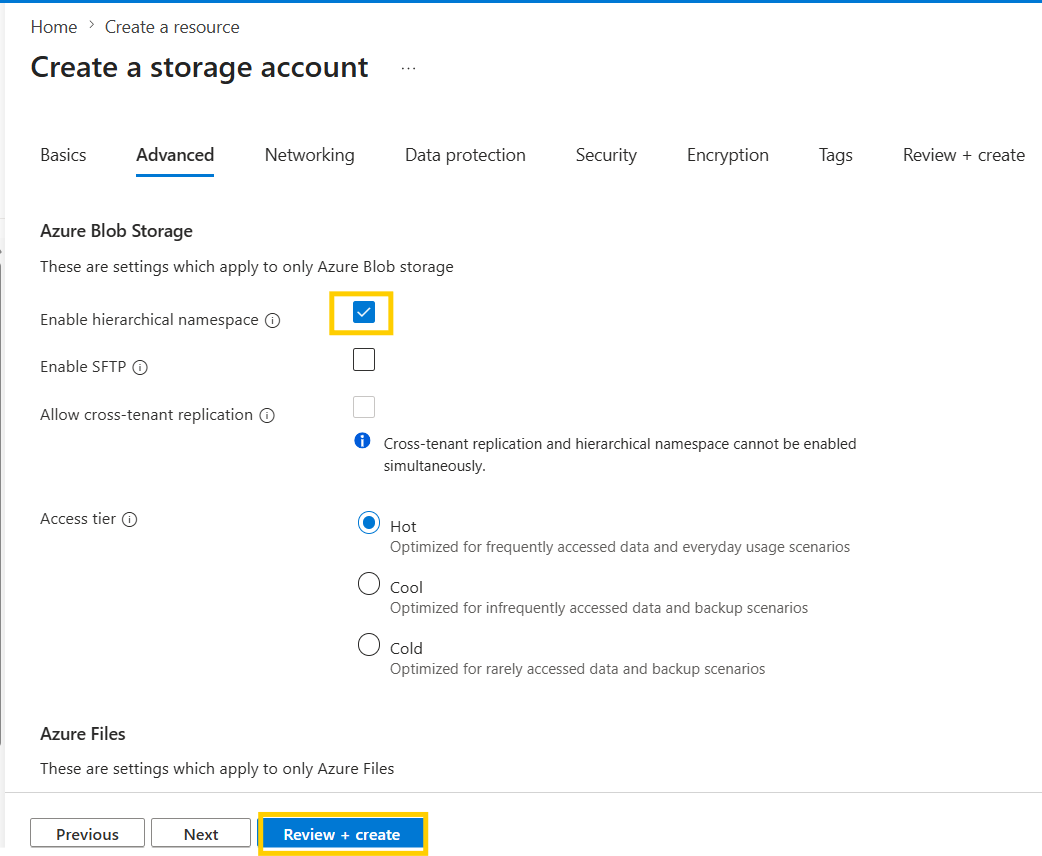 Home > Create a resource
Create a storage account ...
Basics Advanced Networking Data protection Security Encryption Tags Review + create
Azure Blob Storage
These are settings which apply to only Azure Blob storage
Enable hierarchical namespace
Enable SFTP
Allow cross-tenant replication
Cross-tenant replication and hierarchical namespace cannot be enabled
simultaneously.
Access tier
Hot
Optimized for frequently accessed data and everyday usage scenarios
Cool
Optimized for infrequently accessed data and backup scenarios
Cold
Optimized for rarely accessed data and backup scenarios
Azure Files
These are settings which apply to only Azure Files
Previous Next Review + create